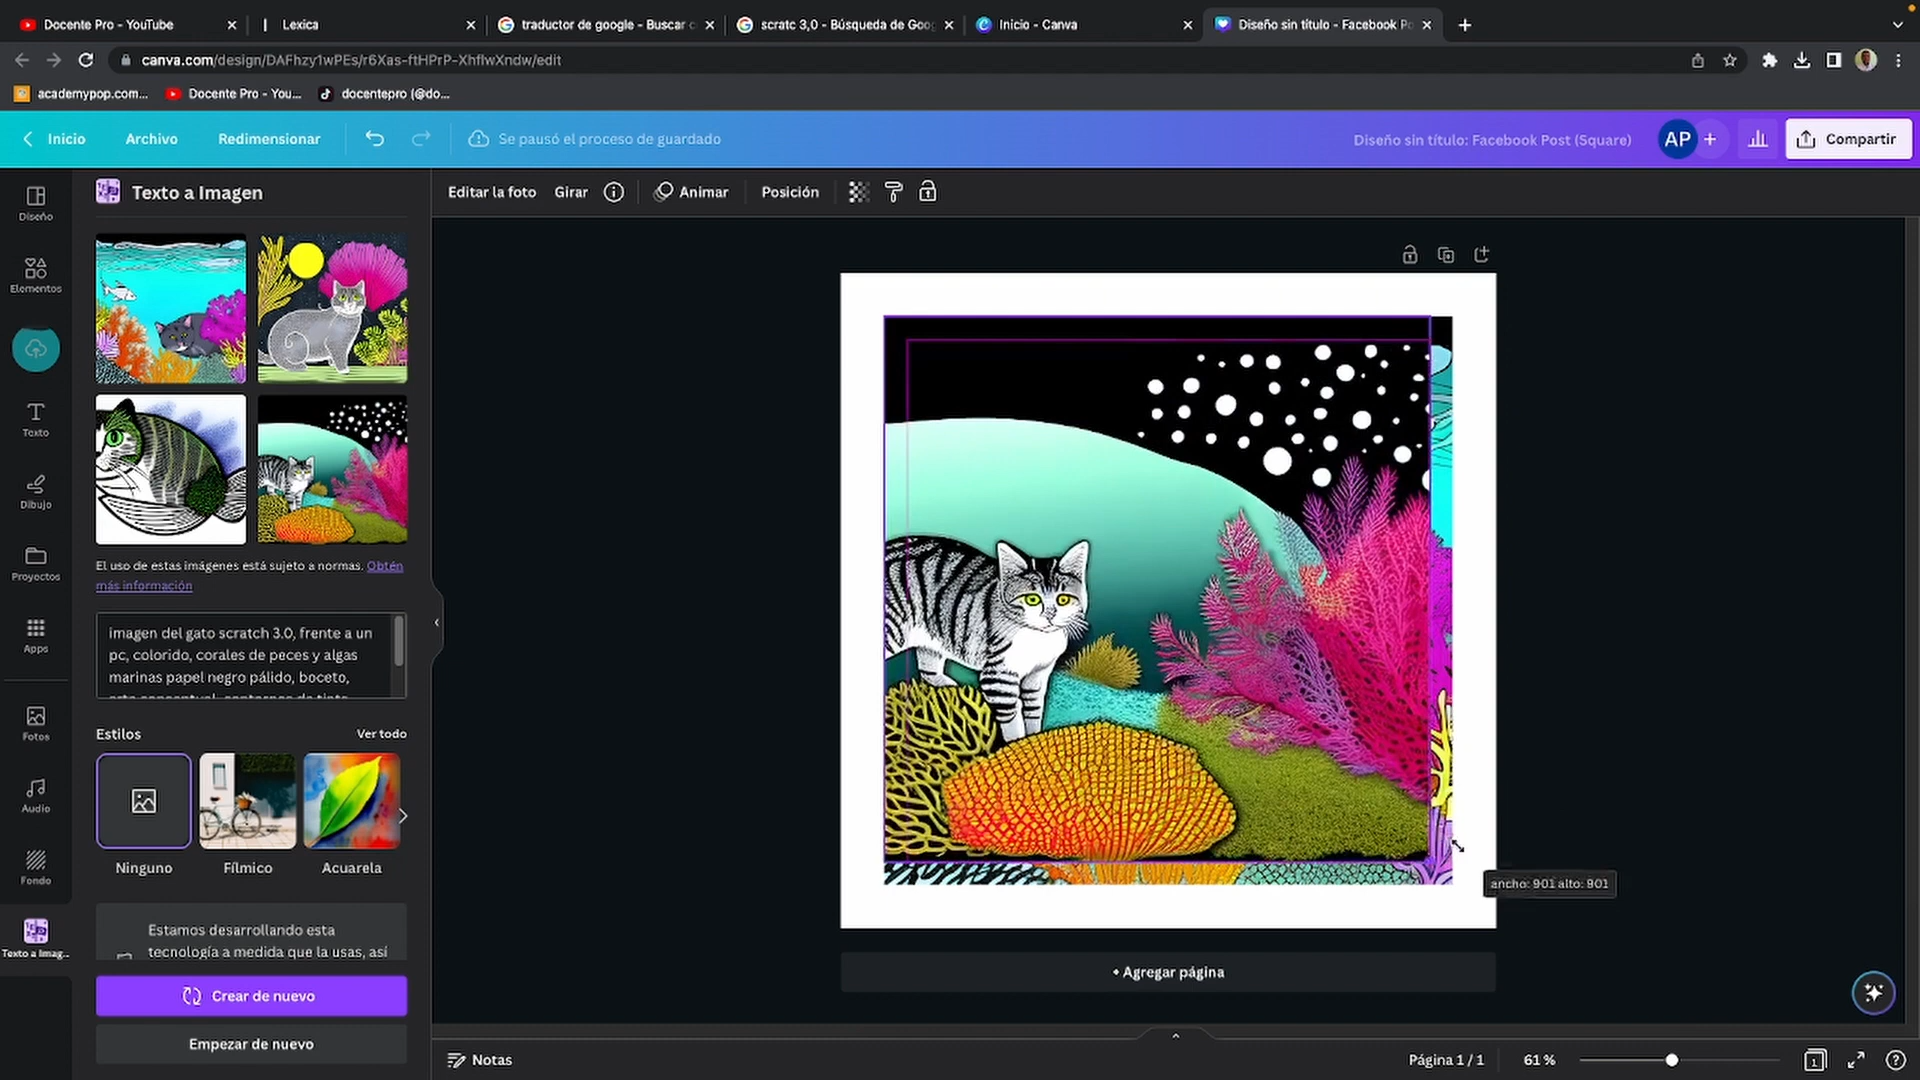 Docente Pro - YouTube
Lexica
traductor de google - Buscar c
scratc 3,0 - Búsqueda de Goog
Inicio - Canva
Diseño sin título - Facebook Po
canva.com/design/DAFhzy1wPEs/r6Xas-ftHPrP-XhflwXndw/edit
academypop.com...
Docente Pro - You...
docentepro (@do...
Inicio
Archivo
Redimensionar
Se pausó el proceso de guardado
Diseño sin título: Facebook Post (Square)
AP
Compartir
Texto a Imagen
Editar la foto
Girar
Animar
Posición
Diseño
Elementos
Texto
Dibujo
Proyectos
Apps
Fotos
Audio
Fondo
Texto a Imag...
El uso de estas imágenes está sujeto a normas. Obtén
más información
imagen del gato scratch 3.0, frente a un
pc, colorido, corales de peces y algas
marinas papel negro pálido, boceto,
Estilos
Ver todo
Ninguno
Fílmico
Acuarela
Estamos desarrollando esta
tecnología a medida que la usas, así
Crear de nuevo
Empezar de nuevo
ancho: 901 alto: 901
+ Agregar página
Notas
Página 1 / 1
61 %
1